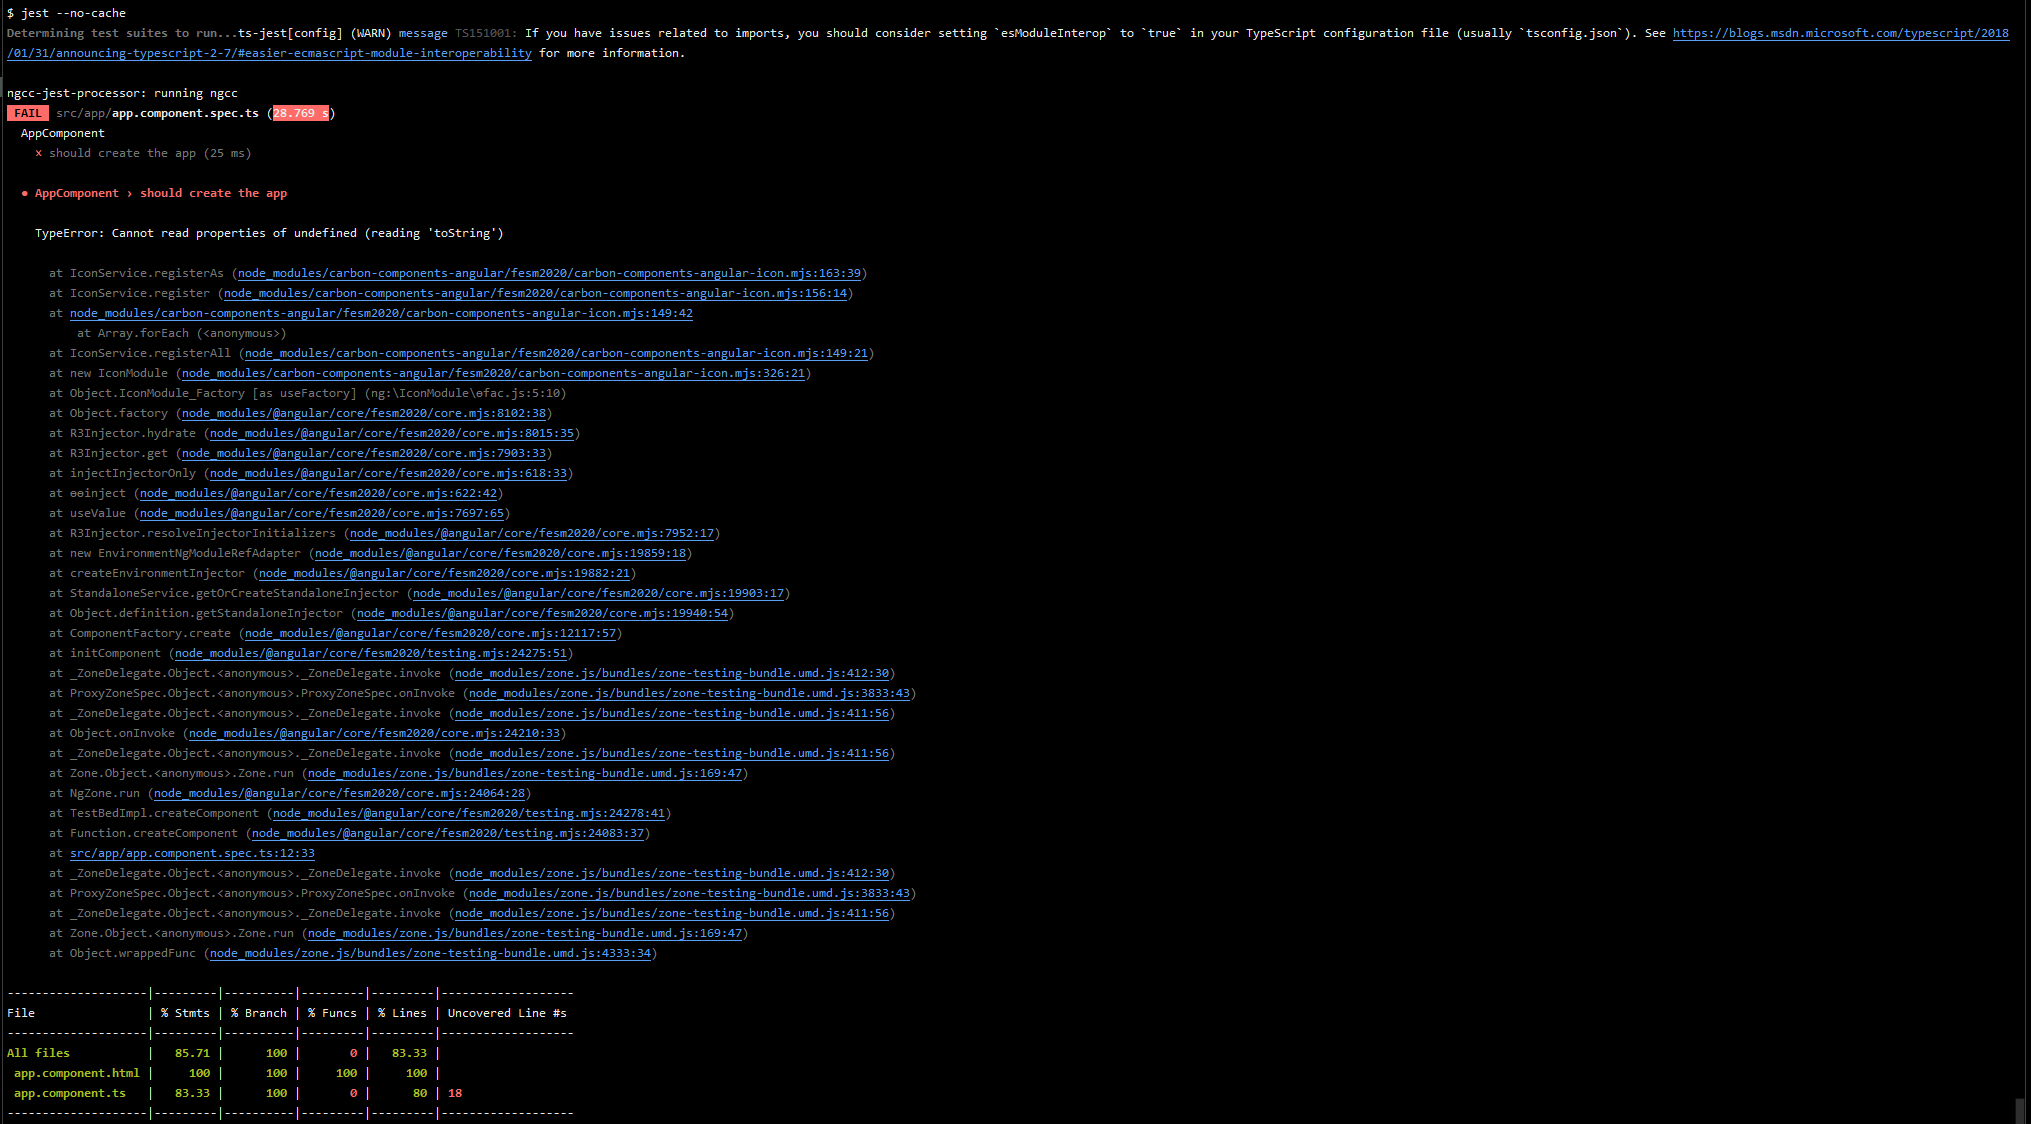 $ jest --no-cache
Determining test suites to run...ts-jest[config] (WARN) message TS151001: If you have issues related to imports, you should consider setting `esModuleInterop` to `true` in your TypeScript configuration file (usually `tsconfig.json`). See https://blogs.msdn.microsoft.com/typescript/2018
/01/31/announcing-typescript-2-7/#easier-ecmascript-module-interoperability for more information.
ngcc-jest-processor: running ngcc
FAIL src/app/app.component.spec.ts (28.769 s)
AppComponent
× should create the app (25 ms)
● AppComponent › should create the app
TypeError: Cannot read properties of undefined (reading 'toString')
at IconService.registerAs (node_modules/carbon-components-angular/fesm2020/carbon-components-angular-icon.mjs:163:39)
at IconService.register (node_modules/carbon-components-angular/fesm2020/carbon-components-angular-icon.mjs:156:14)
at node_modules/carbon-components-angular/fesm2020/carbon-components-angular-icon.mjs:149:42
at Array.forEach (<anonymous>)
at IconService.registerAll (node_modules/carbon-components-angular/fesm2020/carbon-components-angular-icon.mjs:149:21)
at new IconModule (node_modules/carbon-components-angular/fesm2020/carbon-components-angular-icon.mjs:326:21)
at Object.IconModule_Factory [as useFactory] (ng:\IconModule\ɵfac.js:5:10)
at Object.factory (node_modules/@angular/core/fesm2020/core.mjs:8102:38)
at R3Injector.hydrate (node_modules/@angular/core/fesm2020/core.mjs:8015:35)
at R3Injector.get (node_modules/@angular/core/fesm2020/core.mjs:7903:33)
at injectInjectorOnly (node_modules/@angular/core/fesm2020/core.mjs:618:33)
at ɵɵinject (node_modules/@angular/core/fesm2020/core.mjs:622:42)
at useValue (node_modules/@angular/core/fesm2020/core.mjs:7697:65)
at R3Injector.resolveInjectorInitializers (node_modules/@angular/core/fesm2020/core.mjs:7952:17)
at new EnvironmentNgModuleRefAdapter (node_modules/@angular/core/fesm2020/core.mjs:19859:18)
at createEnvironmentInjector (node_modules/@angular/core/fesm2020/core.mjs:19882:21)
at StandaloneService.getOrCreateStandaloneInjector (node_modules/@angular/core/fesm2020/core.mjs:19903:17)
at Object.definition.getStandaloneInjector (node_modules/@angular/core/fesm2020/core.mjs:19940:54)
at ComponentFactory.create (node_modules/@angular/core/fesm2020/core.mjs:12117:57)
at initComponent (node_modules/@angular/core/fesm2020/testing.mjs:24275:51)
at _ZoneDelegate.Object.<anonymous>._ZoneDelegate.invoke (node_modules/zone.js/bundles/zone-testing-bundle.umd.js:412:30)
at ProxyZoneSpec.Object.<anonymous>.ProxyZoneSpec.onInvoke (node_modules/zone.js/bundles/zone-testing-bundle.umd.js:3833:43)
at _ZoneDelegate.Object.<anonymous>._ZoneDelegate.invoke (node_modules/zone.js/bundles/zone-testing-bundle.umd.js:411:56)
at Object.onInvoke (node_modules/@angular/core/fesm2020/core.mjs:24210:33)
at _ZoneDelegate.Object.<anonymous>._ZoneDelegate.invoke (node_modules/zone.js/bundles/zone-testing-bundle.umd.js:411:56)
at Zone.Object.<anonymous>.Zone.run (node_modules/zone.js/bundles/zone-testing-bundle.umd.js:169:47)
at NgZone.run (node_modules/@angular/core/fesm2020/core.mjs:24064:28)
at TestBedImpl.createComponent (node_modules/@angular/core/fesm2020/testing.mjs:24278:41)
at Function.createComponent (node_modules/@angular/core/fesm2020/testing.mjs:24083:37)
at src/app/app.component.spec.ts:12:33
at _ZoneDelegate.Object.<anonymous>._ZoneDelegate.invoke (node_modules/zone.js/bundles/zone-testing-bundle.umd.js:412:30)
at ProxyZoneSpec.Object.<anonymous>.ProxyZoneSpec.onInvoke (node_modules/zone.js/bundles/zone-testing-bundle.umd.js:3833:43)
at _ZoneDelegate.Object.<anonymous>._ZoneDelegate.invoke (node_modules/zone.js/bundles/zone-testing-bundle.umd.js:411:56)
at Zone.Object.<anonymous>.Zone.run (node_modules/zone.js/bundles/zone-testing-bundle.umd.js:169:47)
at Object.wrappedFunc (node_modules/zone.js/bundles/zone-testing-bundle.umd.js:4333:34)
--------------------|---------|----------|---------|---------|-------------------
File                | % Stmts | % Branch | % Funcs | % Lines | Uncovered Line #s
--------------------|---------|----------|---------|---------|-------------------
All files           |   85.71 |      100 |       0 |   83.33 |
app.component.html |     100 |      100 |     100 |     100 |
app.component.ts   |   83.33 |      100 |       0 |      80 | 18
--------------------|---------|----------|---------|---------|-------------------